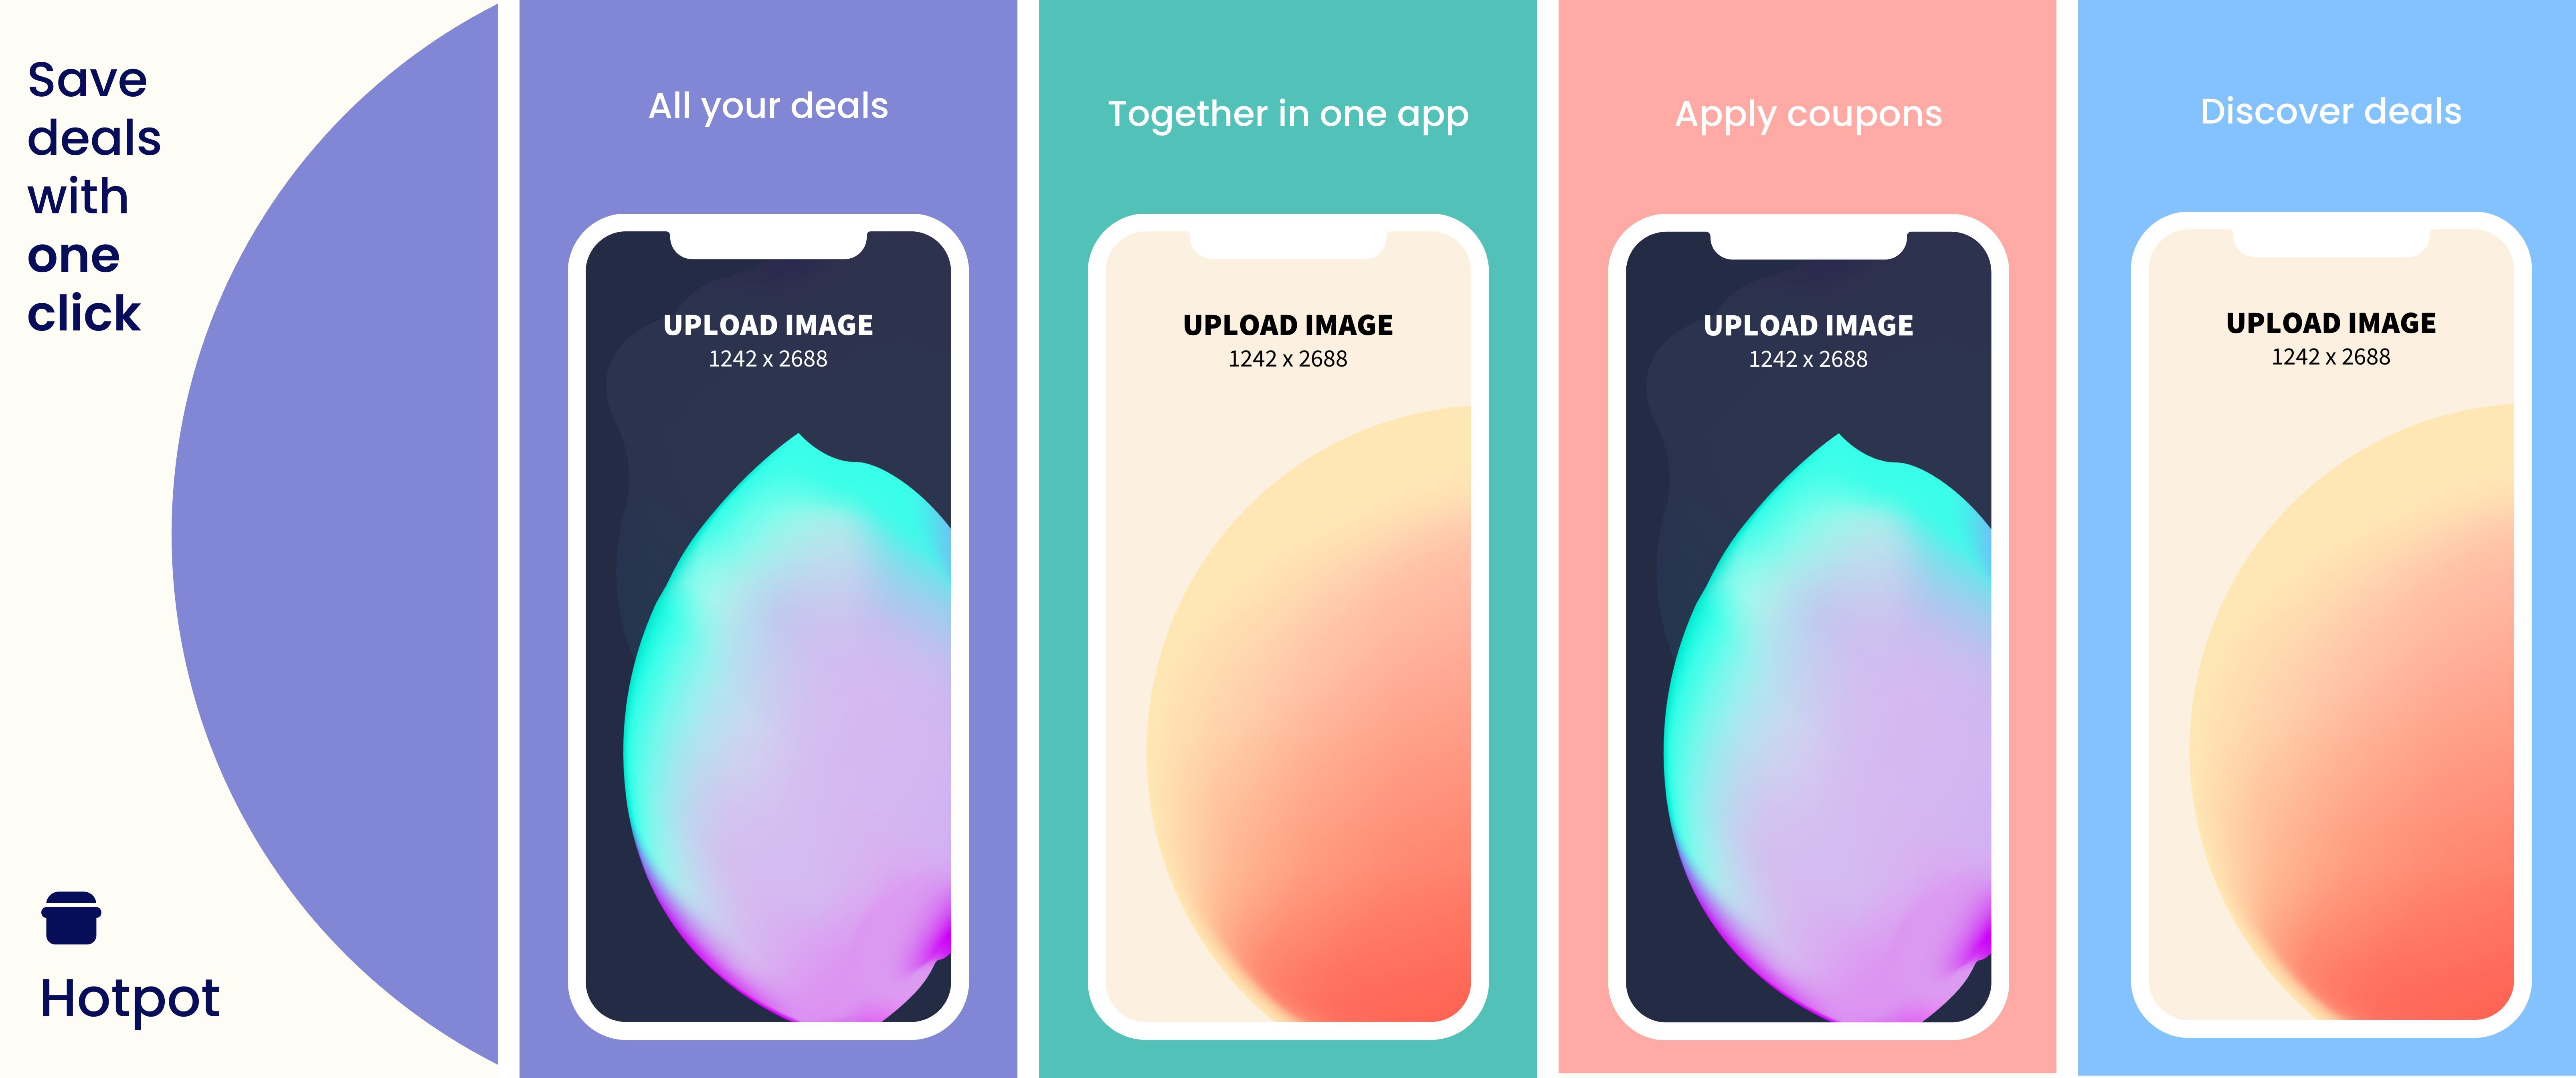 Save
deals
with
one
click
Hotpot
All your deals
UPLOAD IMAGE
1242 x 2688
Together in one app
UPLOAD IMAGE
1242 x 2688
Apply coupons
UPLOAD IMAGE
1242 x 2688
Discover deals
UPLOAD IMAGE
1242 x 2688